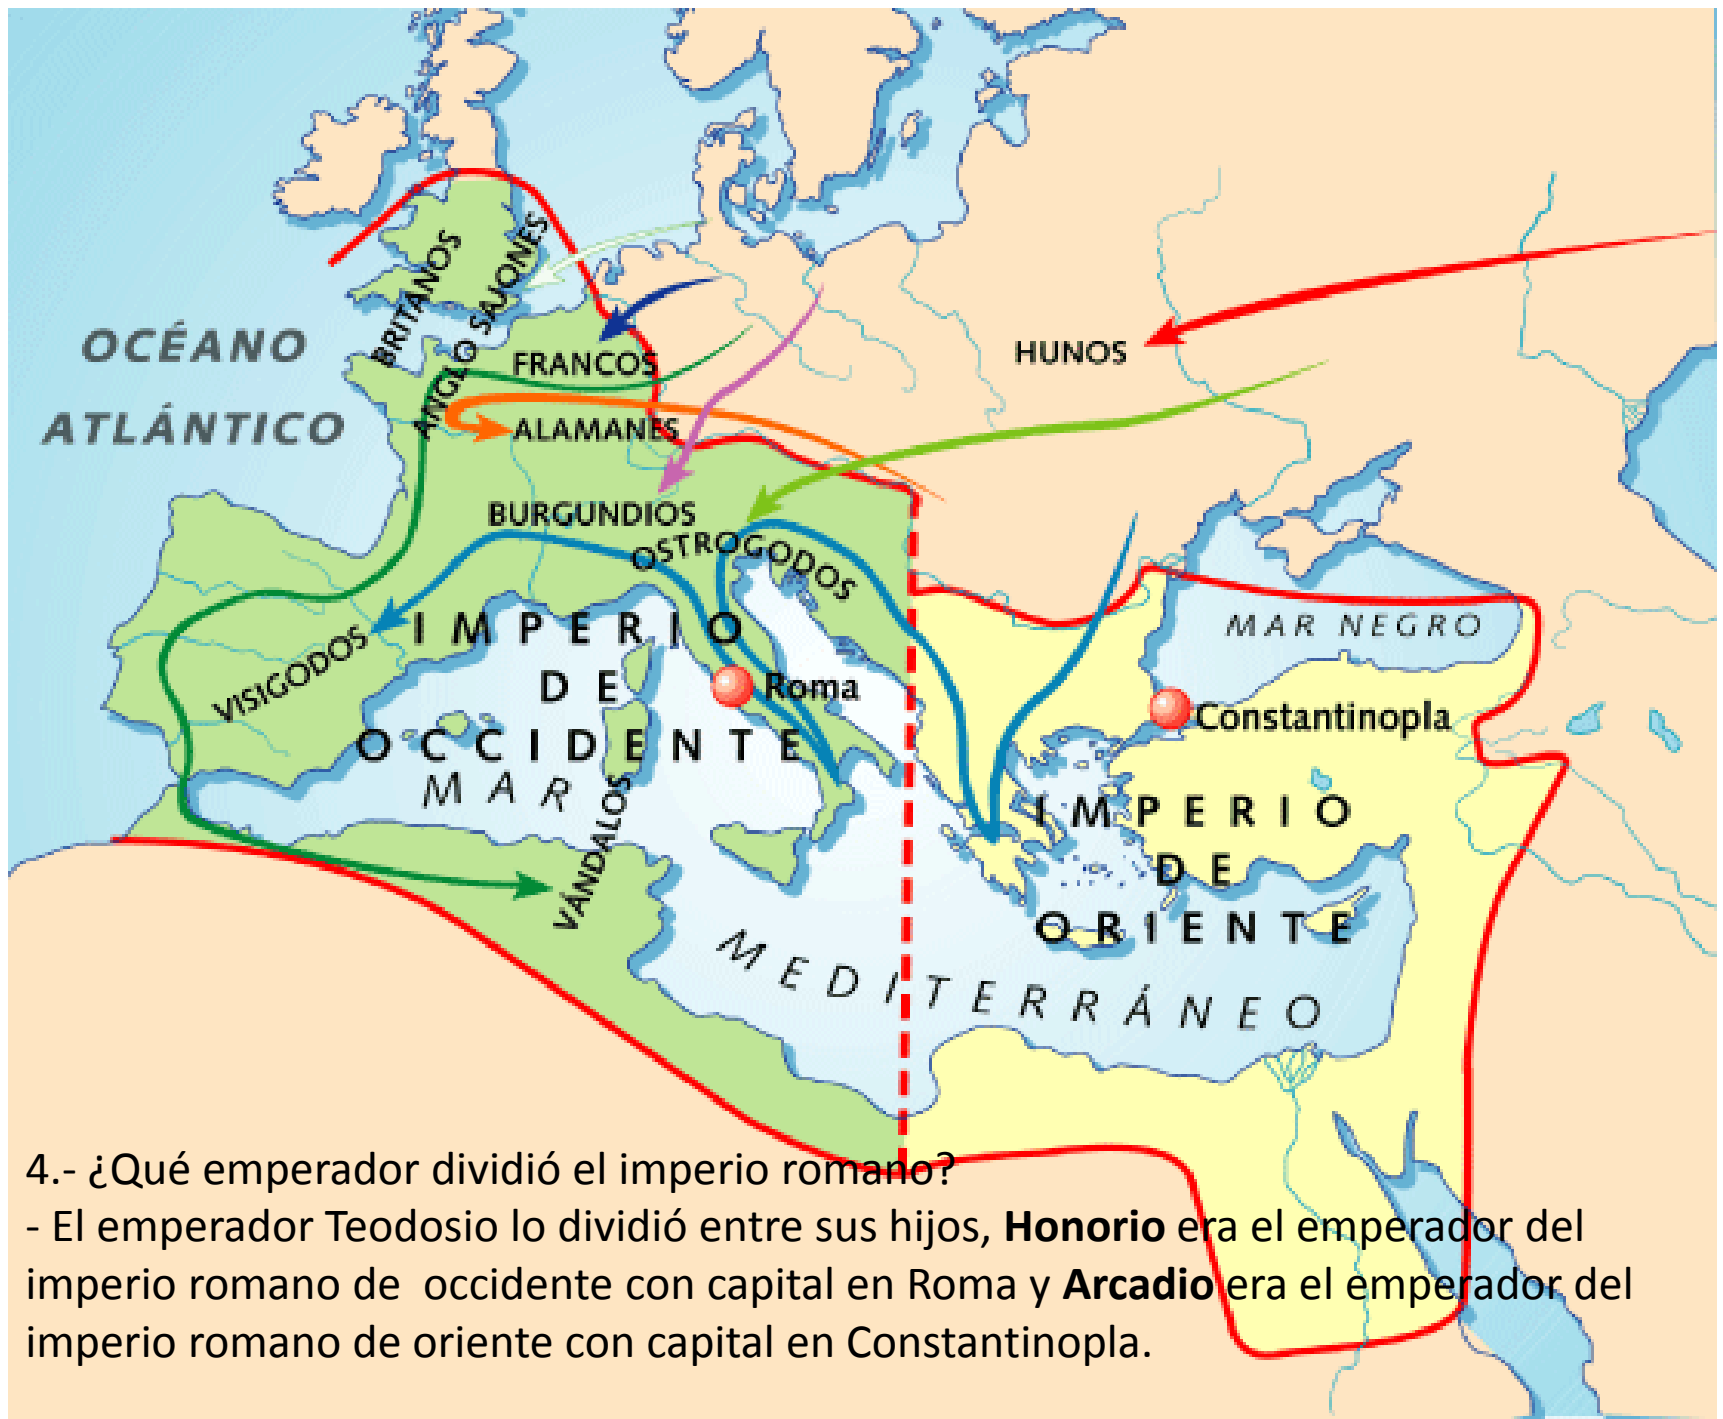 BRITANOS
ANGLO SAJONES
OCÉANO
ATLÁNTICO
FRANCOS
HUNOS
ALAMANES
BURGUNDIOS
OSTROGODOS
VISIGODOS
IMPERIO
DE
OCCIDENTE
Roma
MAR NEGRO
Constantinopla
MAR
MEDITERRÁNEO
VÁNDALOS
IMPERIO
DE
ORIENTE
4.- ¿Qué emperador dividió el imperio romano?
- El emperador Teodosio lo dividió entre sus hijos, Honorio era el emperador del
imperio romano de  occidente con capital en Roma y Arcadio era el emperador del
imperio romano de oriente con capital en Constantinopla.